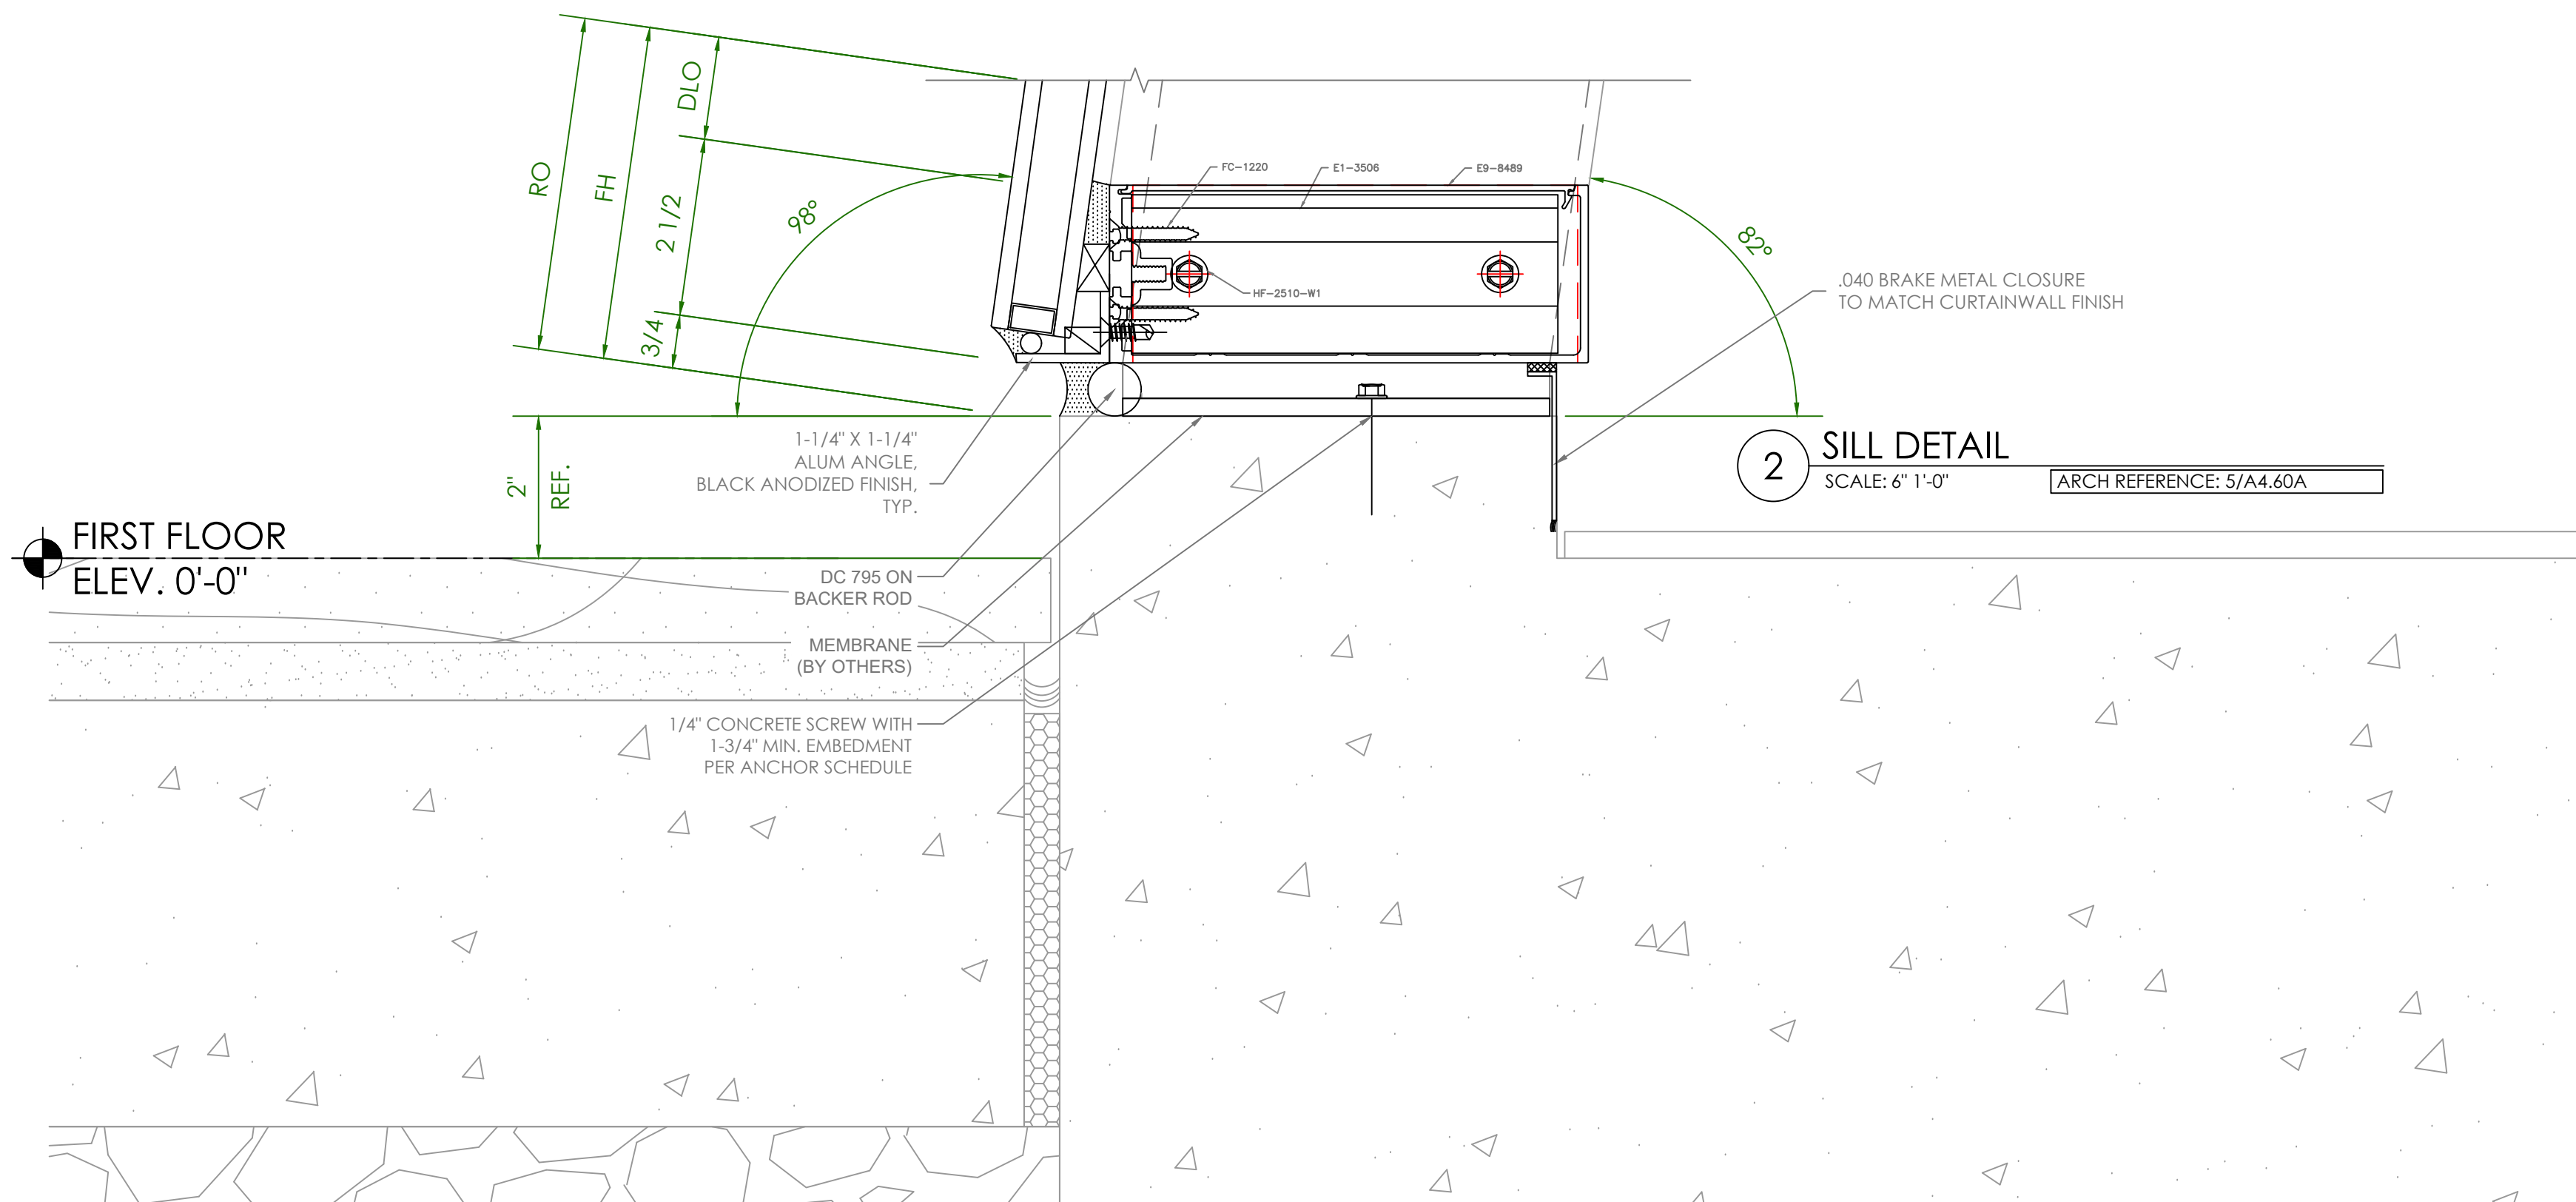 RO
FH
DLO
2 1/2
3/4
98°
82°
FC-1220
E1-3506
E9-8489
HF-2510-W1
.040 BRAKE METAL CLOSURE
TO MATCH CURTAINWALL FINISH
1-1/4" X 1-1/4"
ALUM ANGLE,
BLACK ANODIZED FINISH,
TYP.
2"
REF.
2
SILL DETAIL
SCALE: 6" 1'-0"
ARCH REFERENCE: 5/A4.60A
FIRST FLOOR
ELEV. 0'-0"
DC 795 ON
BACKER ROD
MEMBRANE
(BY OTHERS)
1/4" CONCRETE SCREW WITH
1-3/4" MIN. EMBEDMENT
PER ANCHOR SCHEDULE